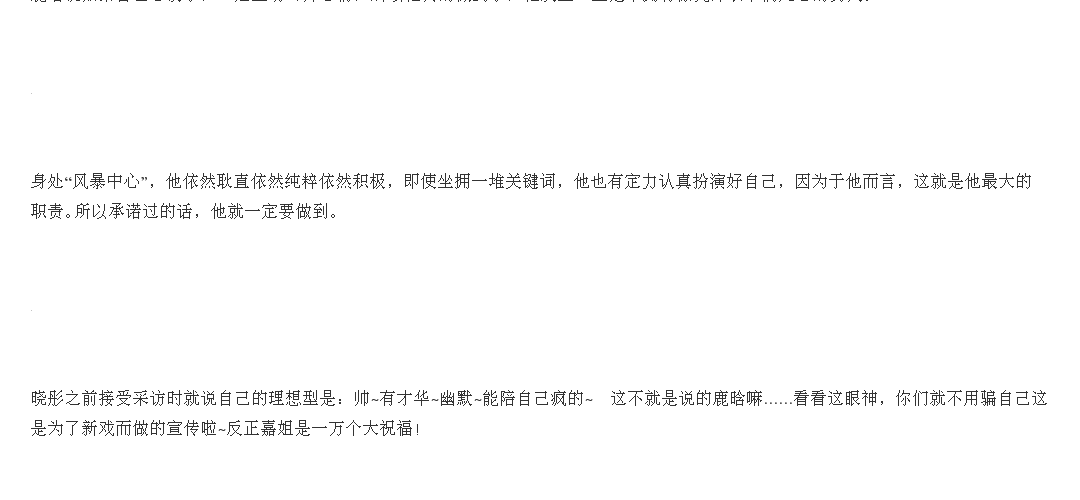 身处“风暴中心”，他依然耿直依然纯粹依然积极，即使坐拥一堆关键词，他也有定力认真扮演好自己，因为于他而言，这就是他最大的
职责。所以承诺过的话，他就一定要做到。
晓彤之前接受采访时就说自己的理想型是：帅~有才华~幽默~能陪自己疯的~　这不就是说的鹿晗嘛......看看这眼神，你们就不用骗自己这
是为了新戏而做的宣传啦~反正嘉姐是一万个大祝福！